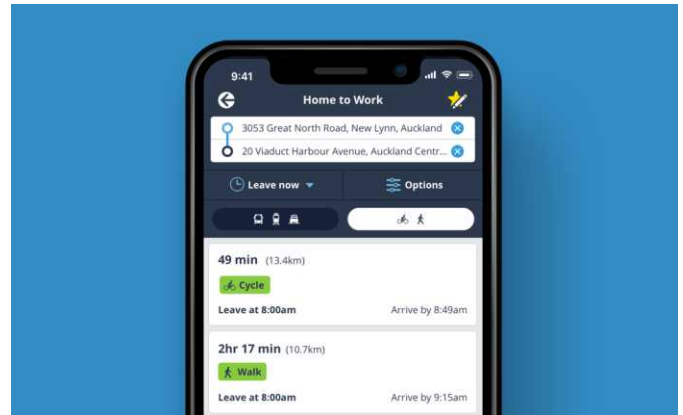 9:41
Home to Work
3053 Great North Road, New Lynn, Auckland
20 Viaduct Harbour Avenue, Auckland Centr...
Leave now Options
49 min (13.4km)
Cycle
Leave at 8:00am Arrive by 8:49am
2hr 17 min (10.7km)
Walk
Leave at 8:00am Arrive by 9:15am